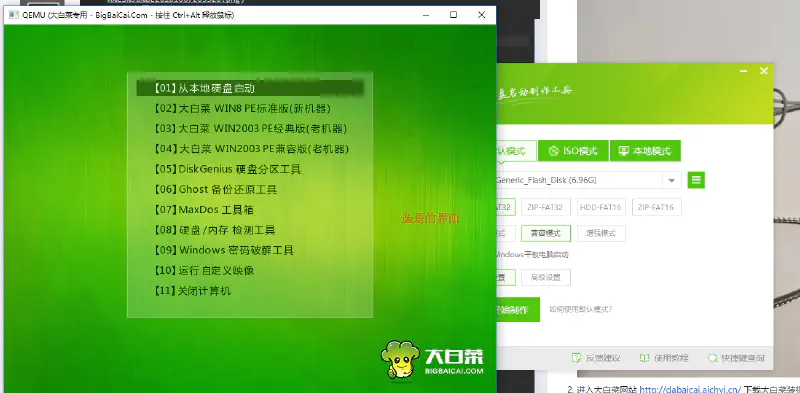 QEMU (大白菜专用 - BigBaiCai.Com - 按住 Ctrl+Alt 释放鼠标)
【01】从本地硬盘启动
【02】大白菜 WIN8 PE标准版(新机器)
【03】大白菜 WIN2003 PE经典版(老机器)
【04】大白菜 WIN2003 PE兼容版(老机器)
【05】DiskGenius 硬盘分区工具
【06】Ghost 备份还原工具
【07】MaxDos 工具箱
【08】硬盘/内存 检测工具
【09】Windows 密码破解工具
【10】运行自定义映像
【11】关闭计算机
是的界面
大白菜
BIGBAICAI.COM
盘启动制作工具
认模式
ISO模式
本地模式
Generic_Flash_Disk (6.96G)
AT32
ZIP-FAT32
HDD-FAT16
ZIP-FAT16
模式
兼容模式
增强模式
Windows平板电脑启动
设置
高级设置
开始制作
如何使用默认模式?
反馈建议
使用教程
快捷键查询
2. 进入大白菜网站 http://dabaicai.aichyi.cn/ 下载大白菜装机